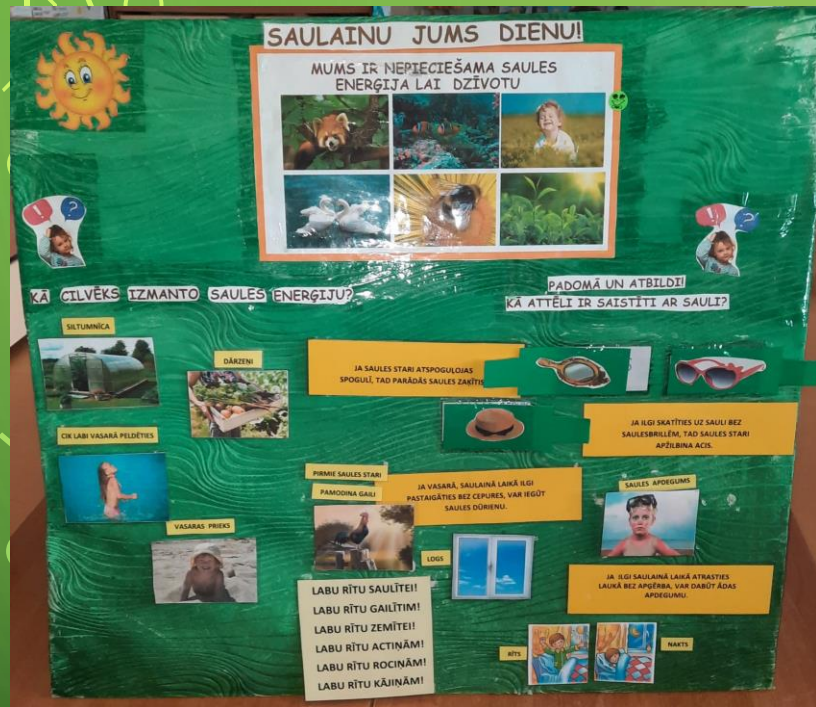 SAULAINU JUMS DIENU!
MUMS IR NEPIECIEŠAMA SAULES
ENERĢIJA LAI DZĪVOTU
KĀ CILVĒKS IZMANTO SAULES ENERĢIJU?
SILTUMNĪCA
DĀRZEŅI
CIK LABI VASARĀ PELDĒTIES
VASARAS PRIEKS
PADOMĀ UN ATBILDI!
KĀ ATTĒLI IR SAISTĪTI AR SAULI?
JA SAULES STARI ATSPOGUĻOJAS
SPOGULĪ, TAD PARĀDĀS SAULES ZAĶĪTIS
JA ILGI SKATĪTIES UZ SAULI BEZ
SAULESBRILLĒM, TAD SAULES STARI
APŽILBINA ACIS.
PIRMIE SAULES STARI
PAMODINA GAILI
JA VASARĀ, SAULAINĀ LAIKĀ ILGI
PASTAIGĀTIES BEZ CEPURES, VAR IEGŪT
SAULES DŪRIENU.
SAULES APDEGUMS
LOGS
JA ILGI SAULAINĀ LAIKĀ ATRASTIES
LAUKĀ BEZ APĢĒRBA, VAR DABŪT ĀDAS
APDEGUMU.
LABU RĪTU SAULĪTEI!
LABU RĪTU GAILĪTIM!
LABU RĪTU ZEMĪTEI!
LABU RĪTU ACTIŅĀM!
LABU RĪTU ROCIŅĀM!
LABU RĪTU KĀJIŅĀM!
RĪTS
NAKTS